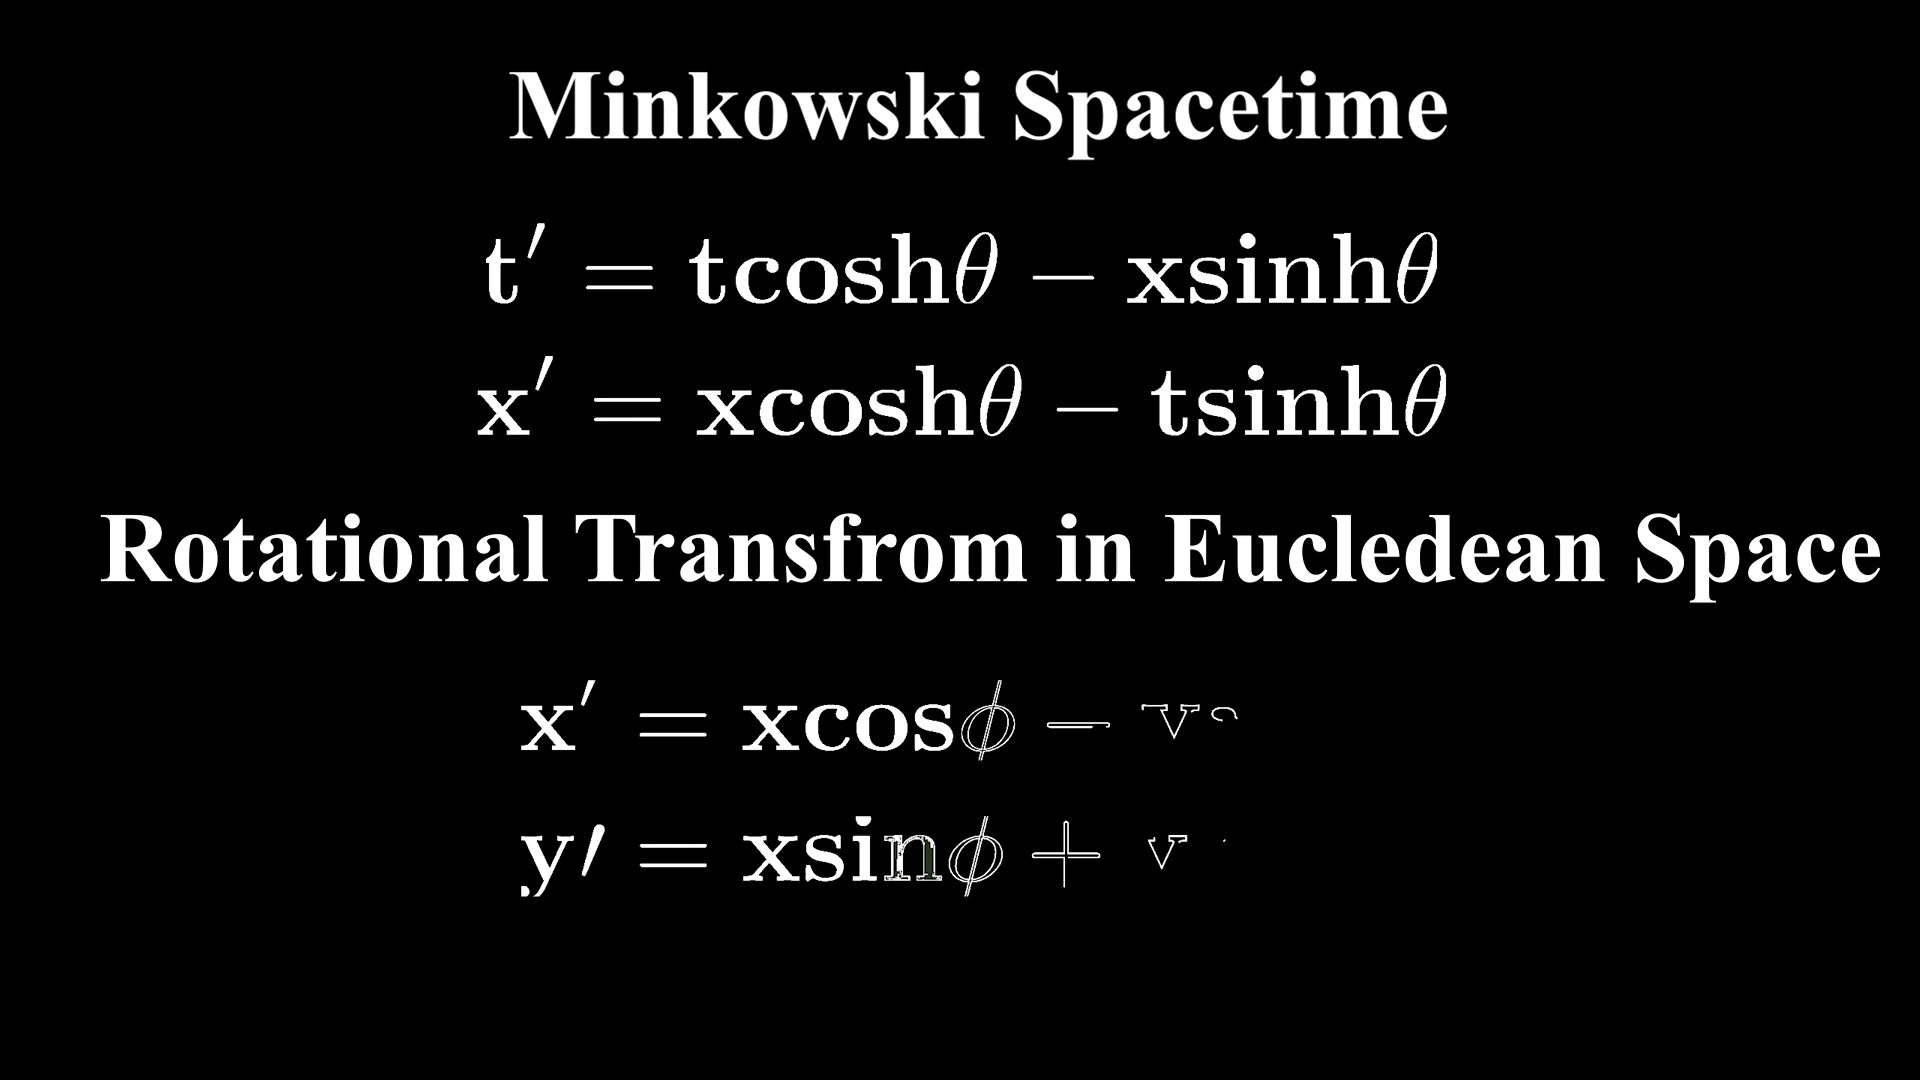 Minkowski Spacetime
t′ = tcoshθ − xsinhθ
x′ = xcoshθ − tsinhθ
Rotational Transfrom in Eucledean Space
x′ = xcosϕ −
y′ = xsinϕ +